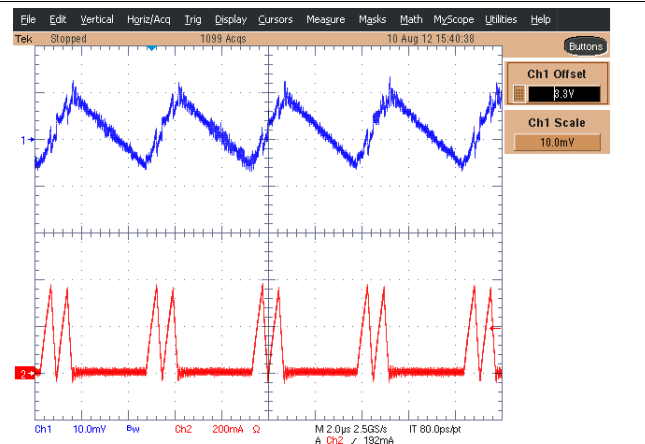 File Edit Vertical Horiz/Acq Trig Display Cursors Measure Masks Math MyScope Utilities Help
Tek Stopped 1099 Acqs 10 Aug 12 15:40:38
Buttons
Ch1 Offset
3.3V
Ch1 Scale
10.0mV
1
2
Ch1 10.0mV Bw Ch2 200mA Ω M 2.0µs 2.5GS/s IT 80.0ps/pt
A Ch2 ∕ 192mA